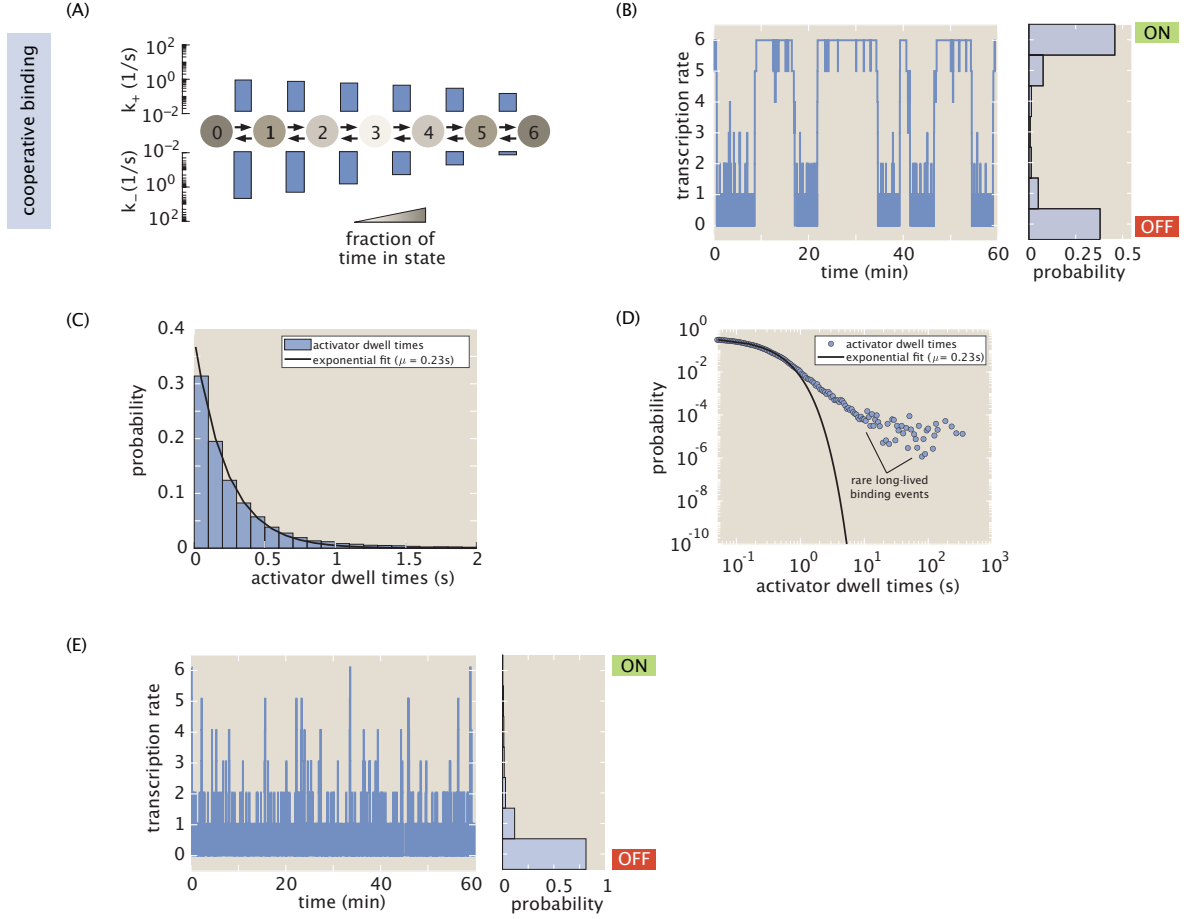 cooperative binding
(A)
k+ (1/s)
10^2
10^0
10^-2
0 1 2 3 4 5 6
k− (1/s)
10^-2
10^0
10^2
fraction of
time in state
(B)
transcription rate
6
5
4
3
2
1
0
0 20 40 60
time (min)
0 0.25 0.5
probability
ON
OFF
(C)
probability
0.4
0.3
0.2
0.1
0
0 0.5 1.0 1.5 2
activator dwell times (s)
activator dwell times
exponential fit (μ = 0.23s)
(D)
probability
10^0
10^-2
10^-4
10^-6
10^-8
10^-10
10^-1 10^0 10^1 10^2 10^3
activator dwell times (s)
activator dwell times
exponential fit (μ = 0.23s)
rare long-lived
binding events
(E)
transcription rate
6
5
4
3
2
1
0
0 20 40 60
time (min)
0 0.5 1
probability
ON
OFF